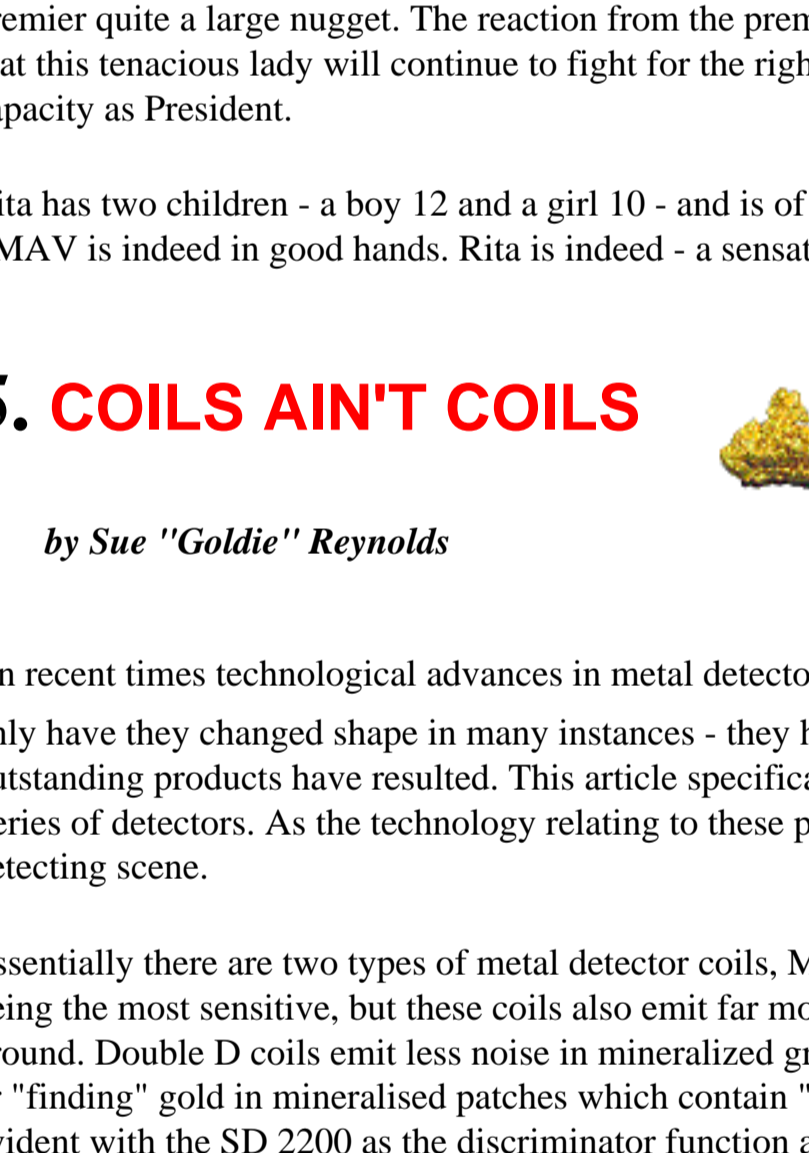 emier quite a large nugget. The reaction from the prem
at this tenacious lady will continue to fight for the righ
pacity as President.
ita has two children - a boy 12 and a girl 10 - and is of
MAV is indeed in good hands. Rita is indeed - a sensat
5. COILS AIN'T COILS
by Sue "Goldie" Reynolds
n recent times technological advances in metal detecto
nly have they changed shape in many instances - they h
utstanding products have resulted. This article specifica
eries of detectors. As the technology relating to these p
etecting scene.
ssentially there are two types of metal detector coils, M
eing the most sensitive, but these coils also emit far mo
round. Double D coils emit less noise in mineralized gr
"finding" gold in mineralised patches which contain "
vident with the SD 2200 as the discriminator function a